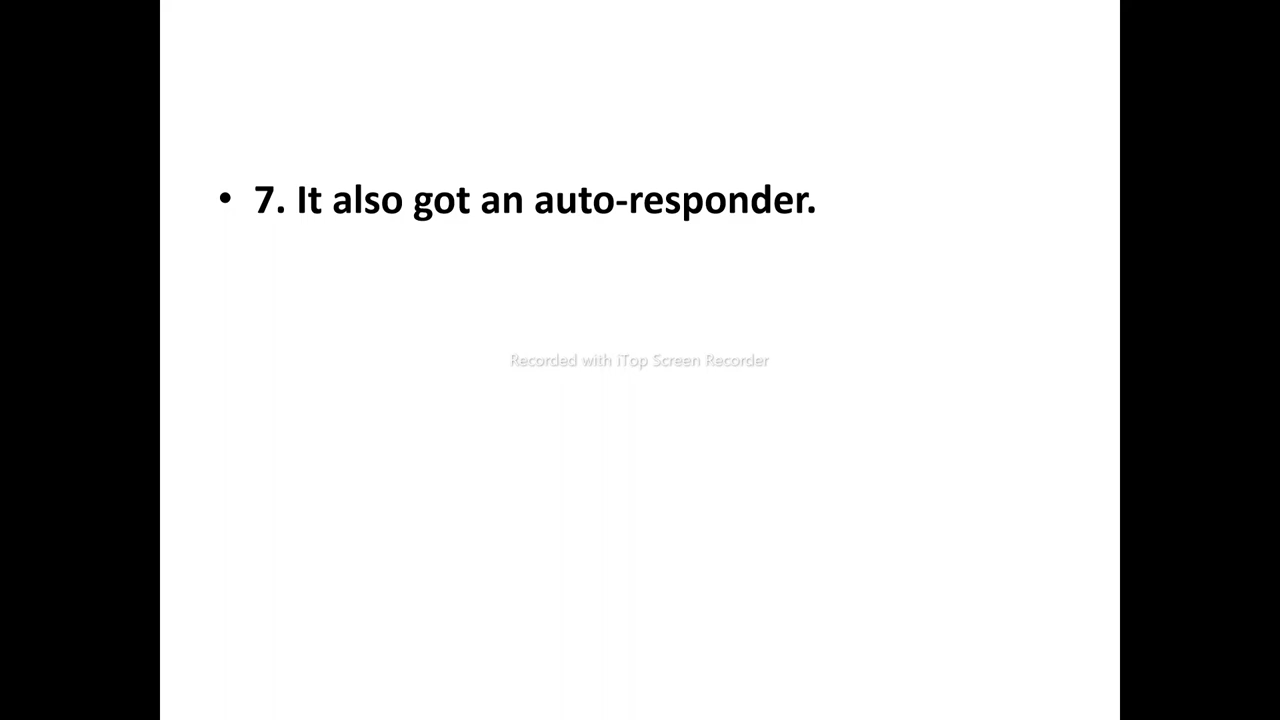 • 7. It also got an auto-responder.
Recorded with iTop Screen Recorder